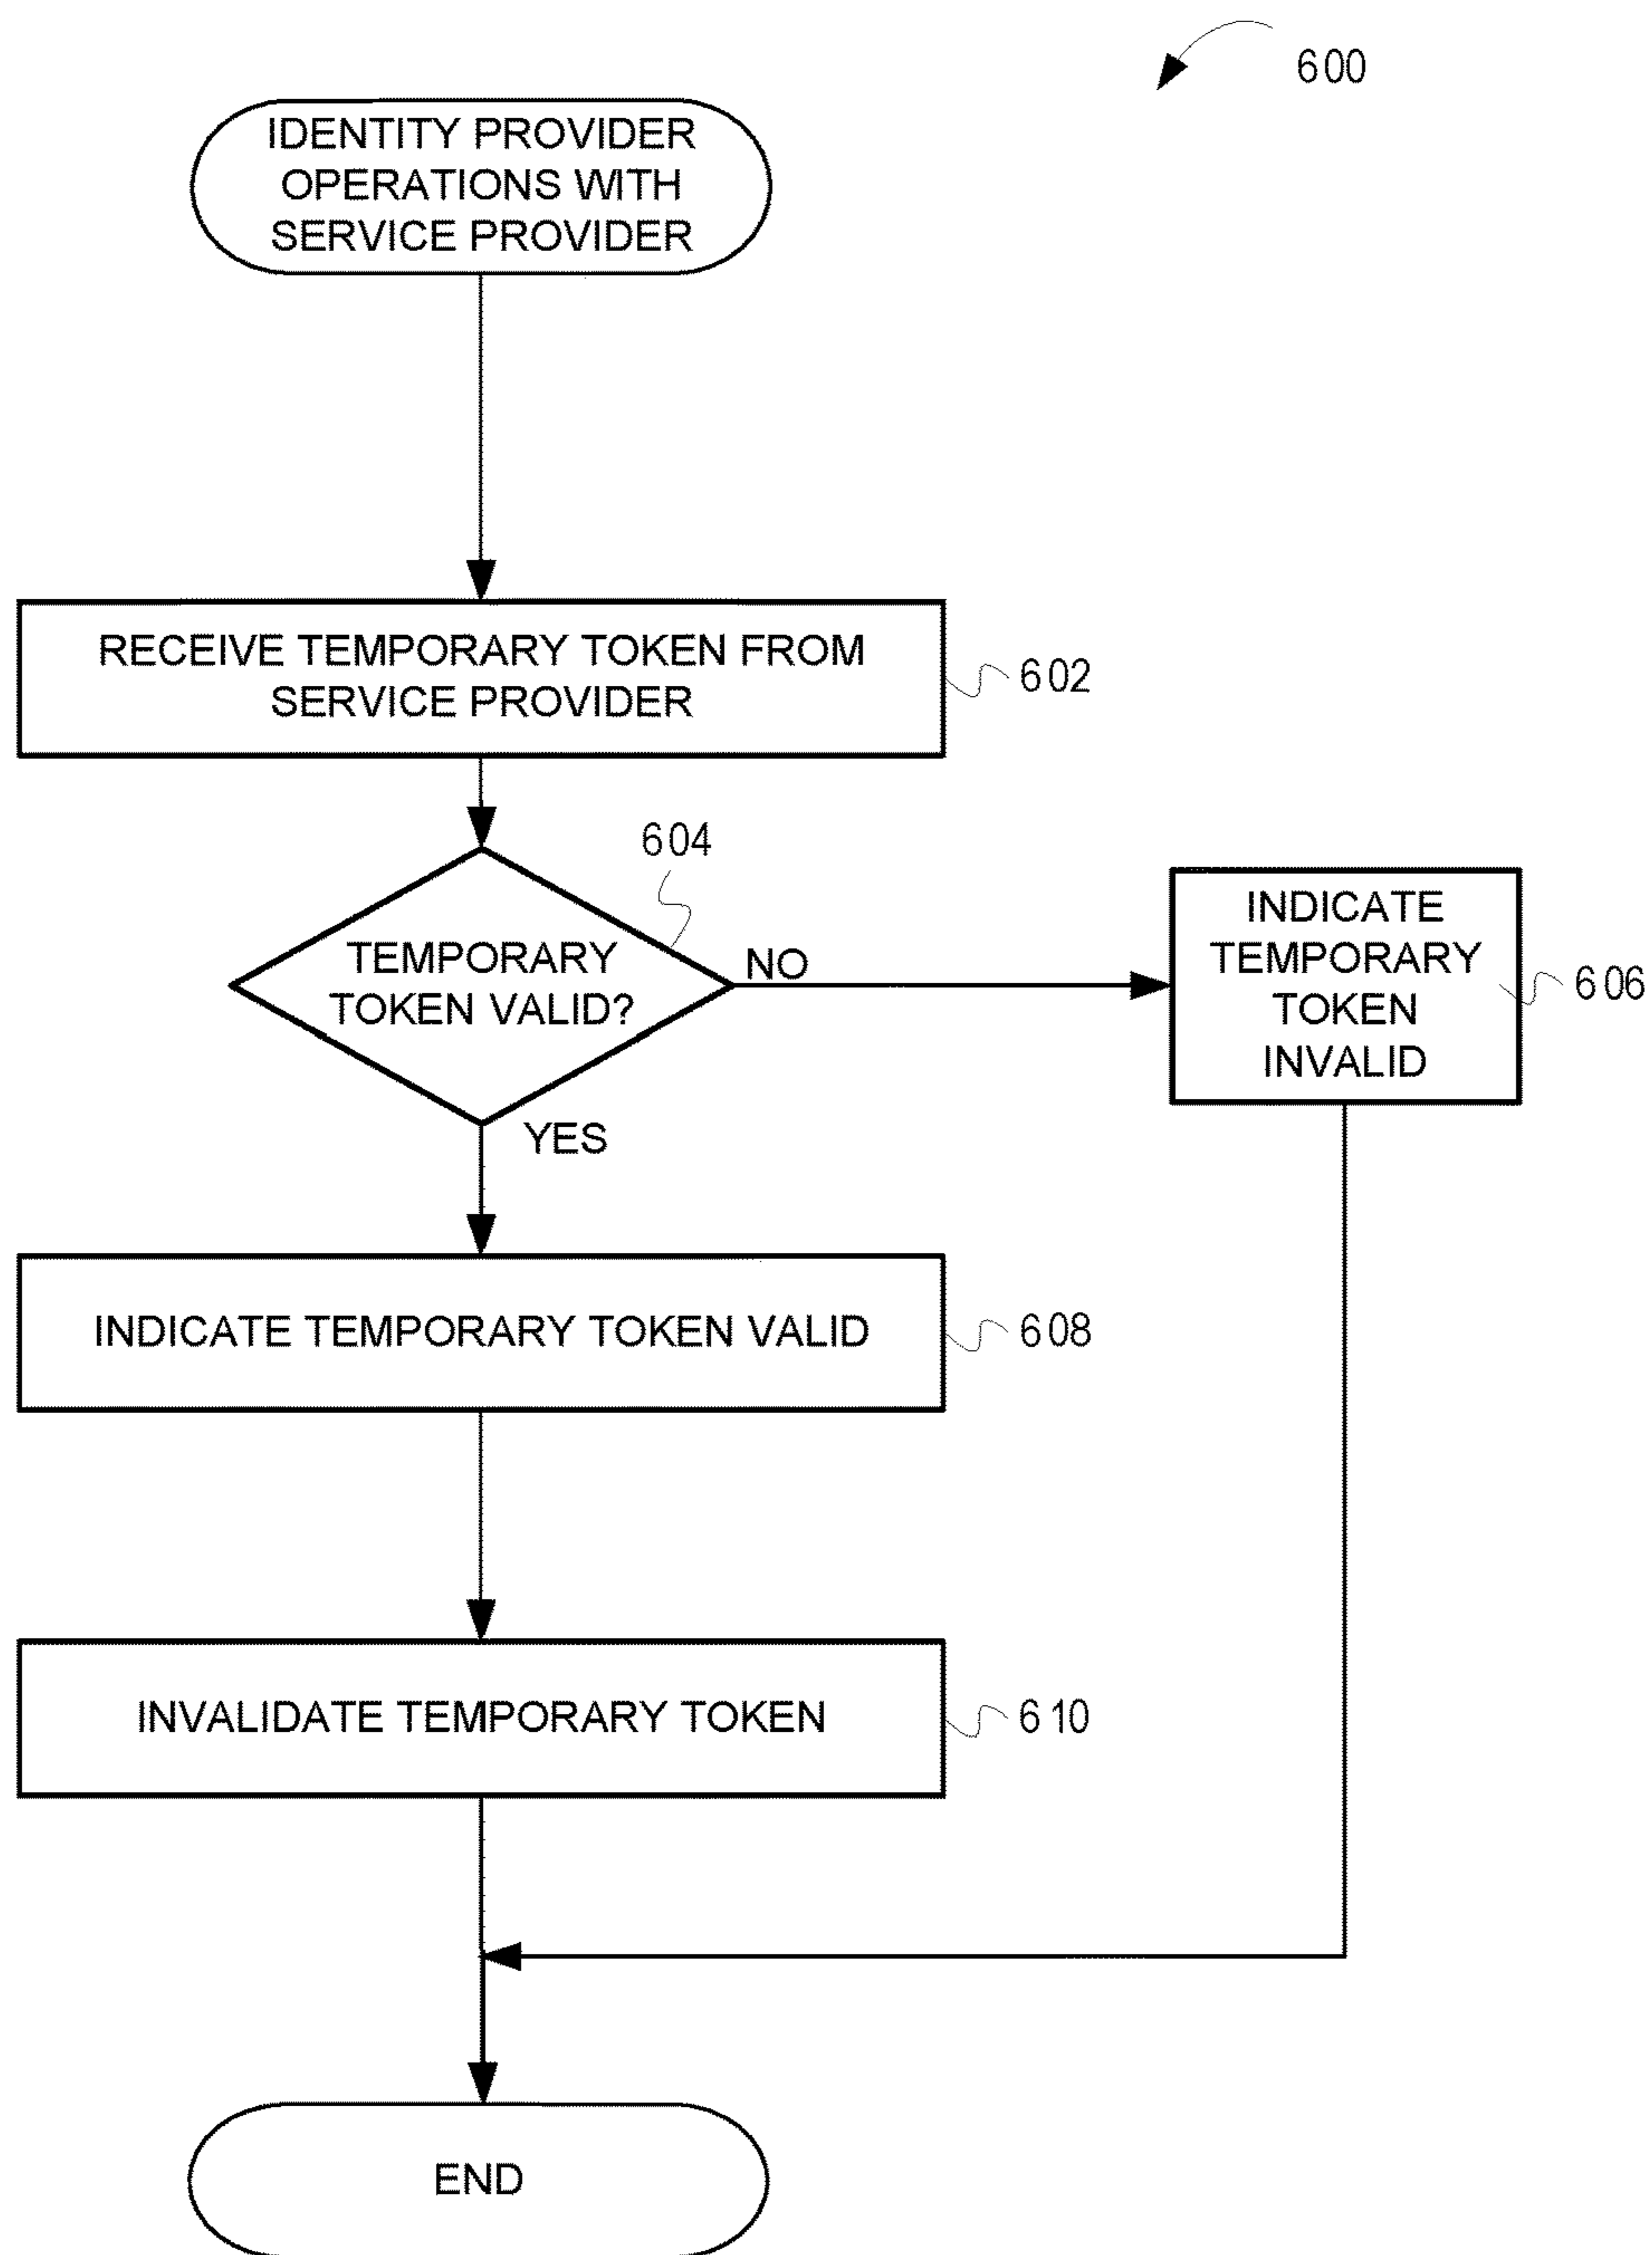 600
IDENTITY PROVIDER
OPERATIONS WITH
SERVICE PROVIDER
RECEIVE TEMPORARY TOKEN FROM
SERVICE PROVIDER
602
604
TEMPORARY
TOKEN VALID?
NO
INDICATE
TEMPORARY
TOKEN
INVALID
606
YES
INDICATE TEMPORARY TOKEN VALID
608
INVALIDATE TEMPORARY TOKEN
610
END